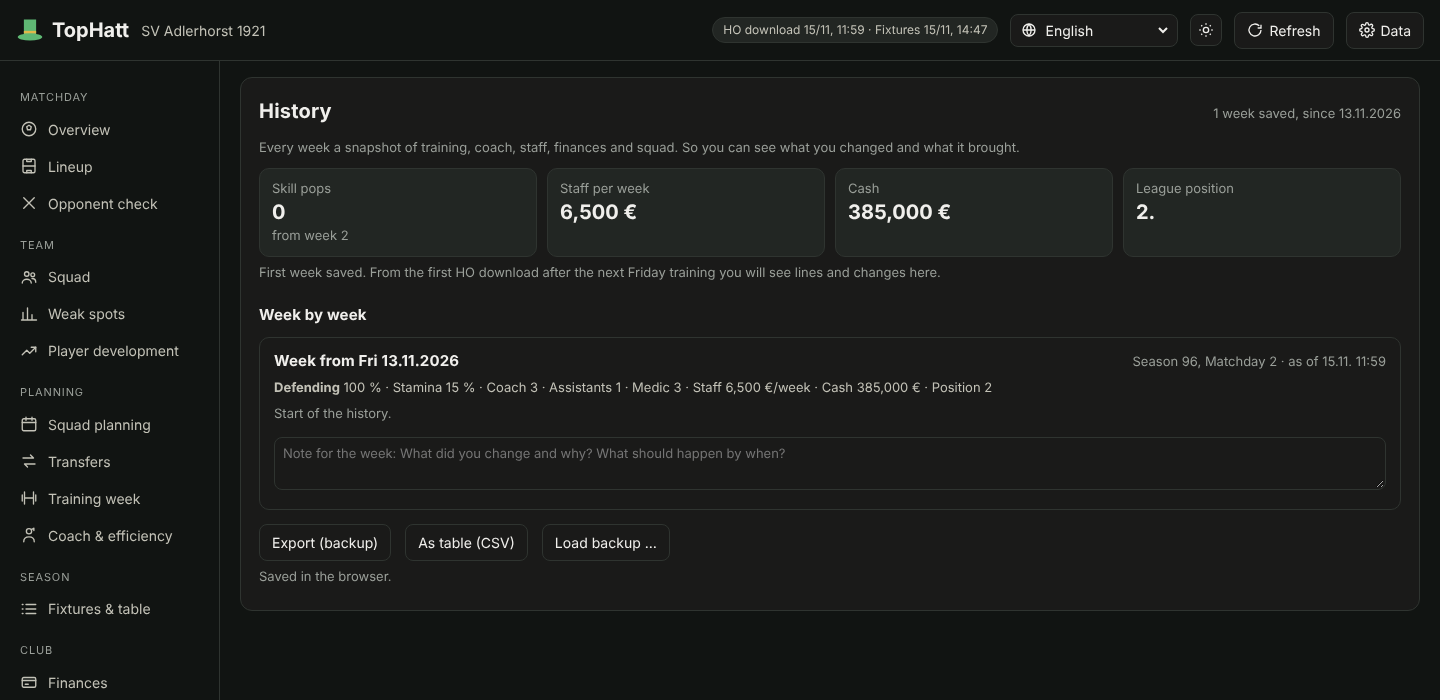 TopHatt
SV Adlerhorst 1921
HO download 15/11, 11:59 · Fixtures 15/11, 14:47
English
Refresh
Data
MATCHDAY
Overview
Lineup
Opponent check
TEAM
Squad
Weak spots
Player development
PLANNING
Squad planning
Transfers
Training week
Coach & efficiency
SEASON
Fixtures & table
CLUB
Finances
History
1 week saved, since 13.11.2026
Every week a snapshot of training, coach, staff, finances and squad. So you can see what you changed and what it brought.
Skill pops
0
from week 2
Staff per week
6,500 €
Cash
385,000 €
League position
2.
First week saved. From the first HO download after the next Friday training you will see lines and changes here.
Week by week
Week from Fri 13.11.2026
Season 96, Matchday 2 · as of 15.11. 11:59
Defending 100 % · Stamina 15 % · Coach 3 · Assistants 1 · Medic 3 · Staff 6,500 €/week · Cash 385,000 € · Position 2
Start of the history.
Note for the week: What did you change and why? What should happen by when?
Export (backup)
As table (CSV)
Load backup ...
Saved in the browser.